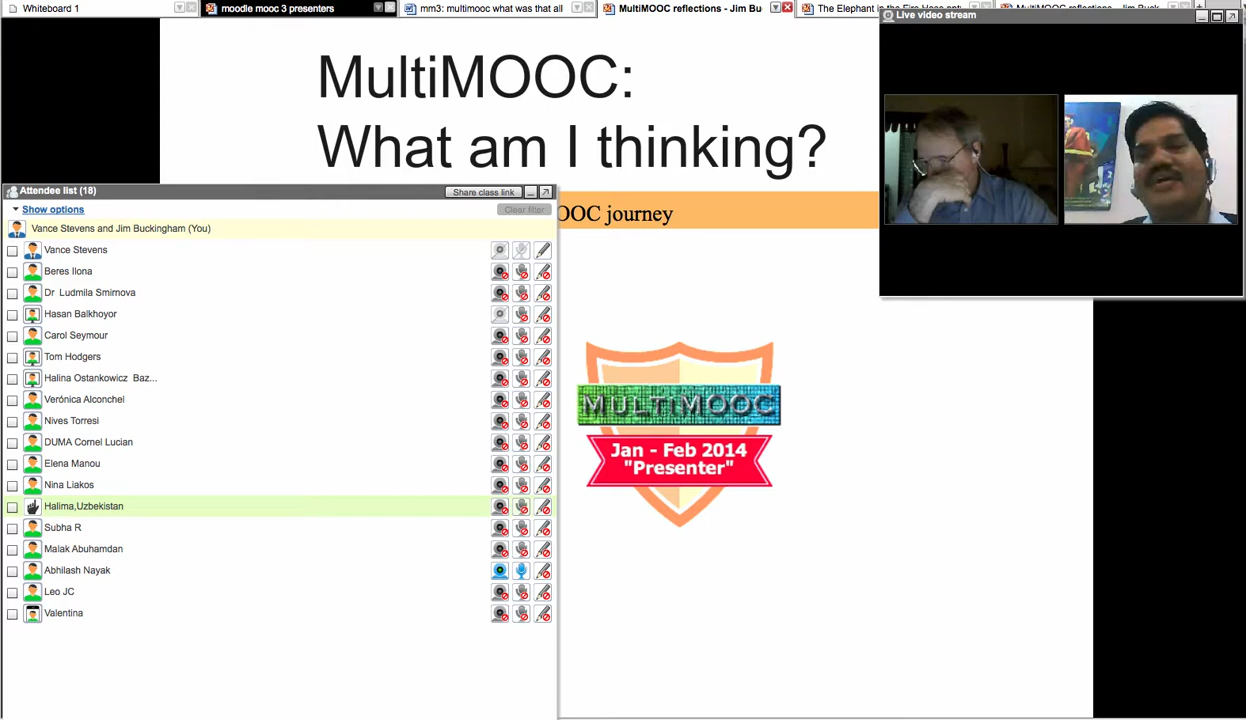 Whiteboard 1
moodle mooc 3 presenters
mm3: multimooc what was that all
MultiMOOC reflections - Jim Bu
The Elephant in the Fire Hose
Live video stream
MultiMOOC:
What am I thinking?
OOC journey
Attendee list (18)
Share class link
Show options
Clear filter
Vance Stevens and Jim Buckingham (You)
Vance Stevens
Beres Ilona
Dr Ludmila Smirnova
Hasan Balkhoyor
Carol Seymour
Tom Hodgers
Halina Ostankowicz Baz...
Verónica Alconchel
Nives Torresi
DUMA Cornel Lucian
Elena Manou
Nina Liakos
Halima,Uzbekistan
Subha R
Malak Abuhamdan
Abhilash Nayak
Leo JC
Valentina
MULTIMOOC
Jan - Feb 2014
"Presenter"